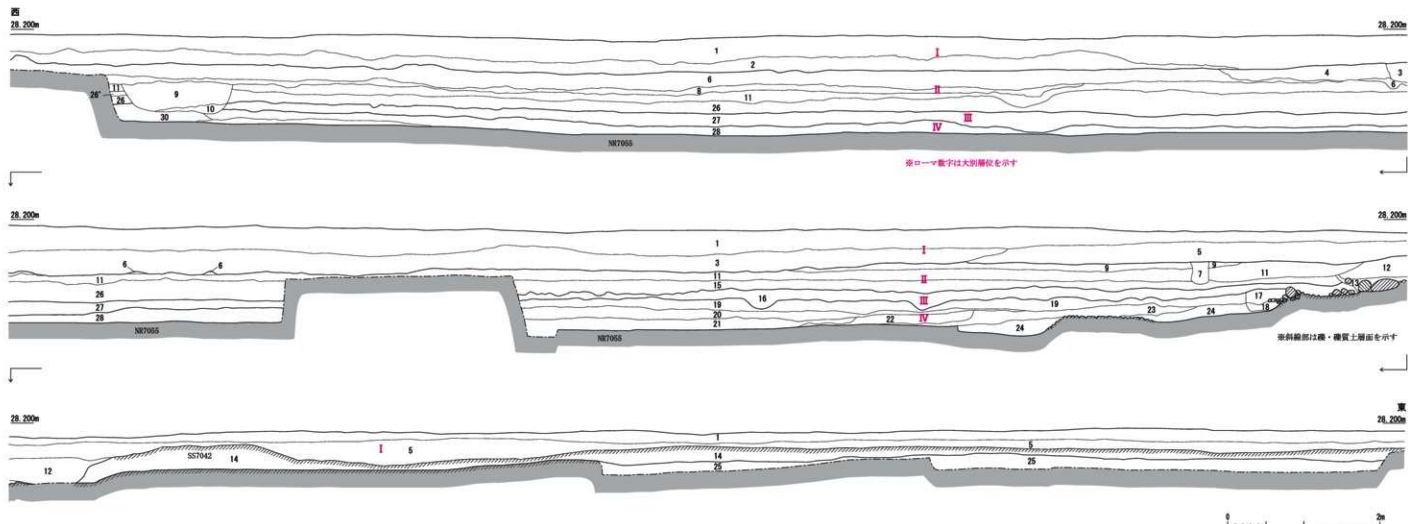 西
28.200m 28.200m
1 I
2
3
4
6
6
8 II
11
9
11
26' 26
10
26
30
27 III
28 IV
NR7055
※ローマ数字は大別層位を示す
28.200m 28.200m
1 I
5
3
6 6
9 9
7
11 11 II 11 12
15
13
26
16 III 17
19 19
18
27
20 IV 22 23 24
28
21
24
NR7055 NR7055
※斜線部は礫・礫質土層面を示す
東
28.200m 28.200m
1
I 5 5
SS7042
14 14
12
25 25
0 2m